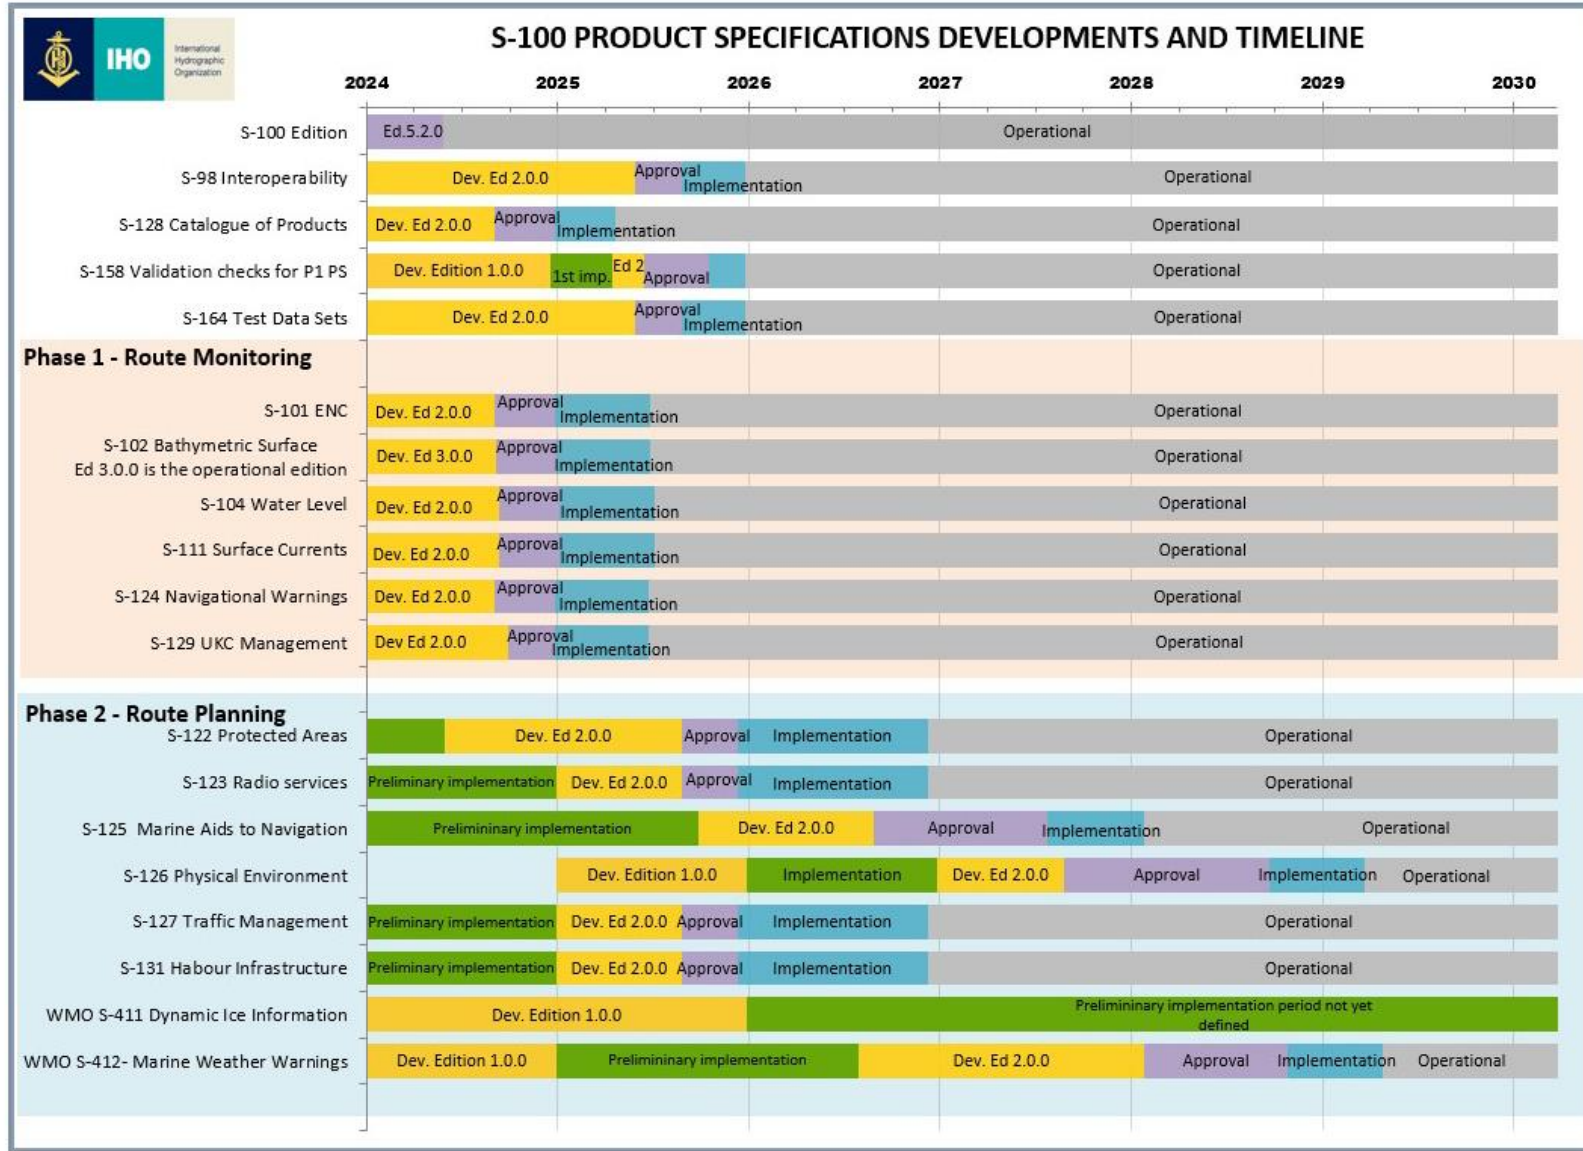 IHO
International
Hydrographic
Organization
S-100 PRODUCT SPECIFICATIONS DEVELOPMENTS AND TIMELINE
2024 2025 2026 2027 2028 2029 2030
S-100 Edition Ed.5.2.0 Operational
S-98 Interoperability Dev. Ed 2.0.0 Approval Implementation Operational
S-128 Catalogue of Products Dev. Ed 2.0.0 Approval Implementation Operational
S-158 Validation checks for P1 PS Dev. Edition 1.0.0 1st imp. Ed 2 Approval Operational
S-164 Test Data Sets Dev. Ed 2.0.0 Approval Implementation Operational
Phase 1 - Route Monitoring
S-101 ENC Dev. Ed 2.0.0 Approval Implementation Operational
S-102 Bathymetric Surface
Ed 3.0.0 is the operational edition Dev. Ed 3.0.0 Approval Implementation Operational
S-104 Water Level Dev. Ed 2.0.0 Approval Implementation Operational
S-111 Surface Currents Dev. Ed 2.0.0 Approval Implementation Operational
S-124 Navigational Warnings Dev. Ed 2.0.0 Approval Implementation Operational
S-129 UKC Management Dev Ed 2.0.0 Approval Implementation Operational
Phase 2 - Route Planning
S-122 Protected Areas Dev. Ed 2.0.0 Approval Implementation Operational
S-123 Radio services Preliminary implementation Dev. Ed 2.0.0 Approval Implementation Operational
S-125 Marine Aids to Navigation Prelimininary implementation Dev. Ed 2.0.0 Approval Implementation Operational
S-126 Physical Environment Dev. Edition 1.0.0 Implementation Dev. Ed 2.0.0 Approval Implementation Operational
S-127 Traffic Management Preliminary implementation Dev. Ed 2.0.0 Approval Implementation Operational
S-131 Habour Infrastructure Preliminary implementation Dev. Ed 2.0.0 Approval Implementation Operational
WMO S-411 Dynamic Ice Information Dev. Edition 1.0.0 Prelimininary implementation period not yet
defined
WMO S-412- Marine Weather Warnings Dev. Edition 1.0.0 Prelimininary implementation Dev. Ed 2.0.0 Approval Implementation Operational